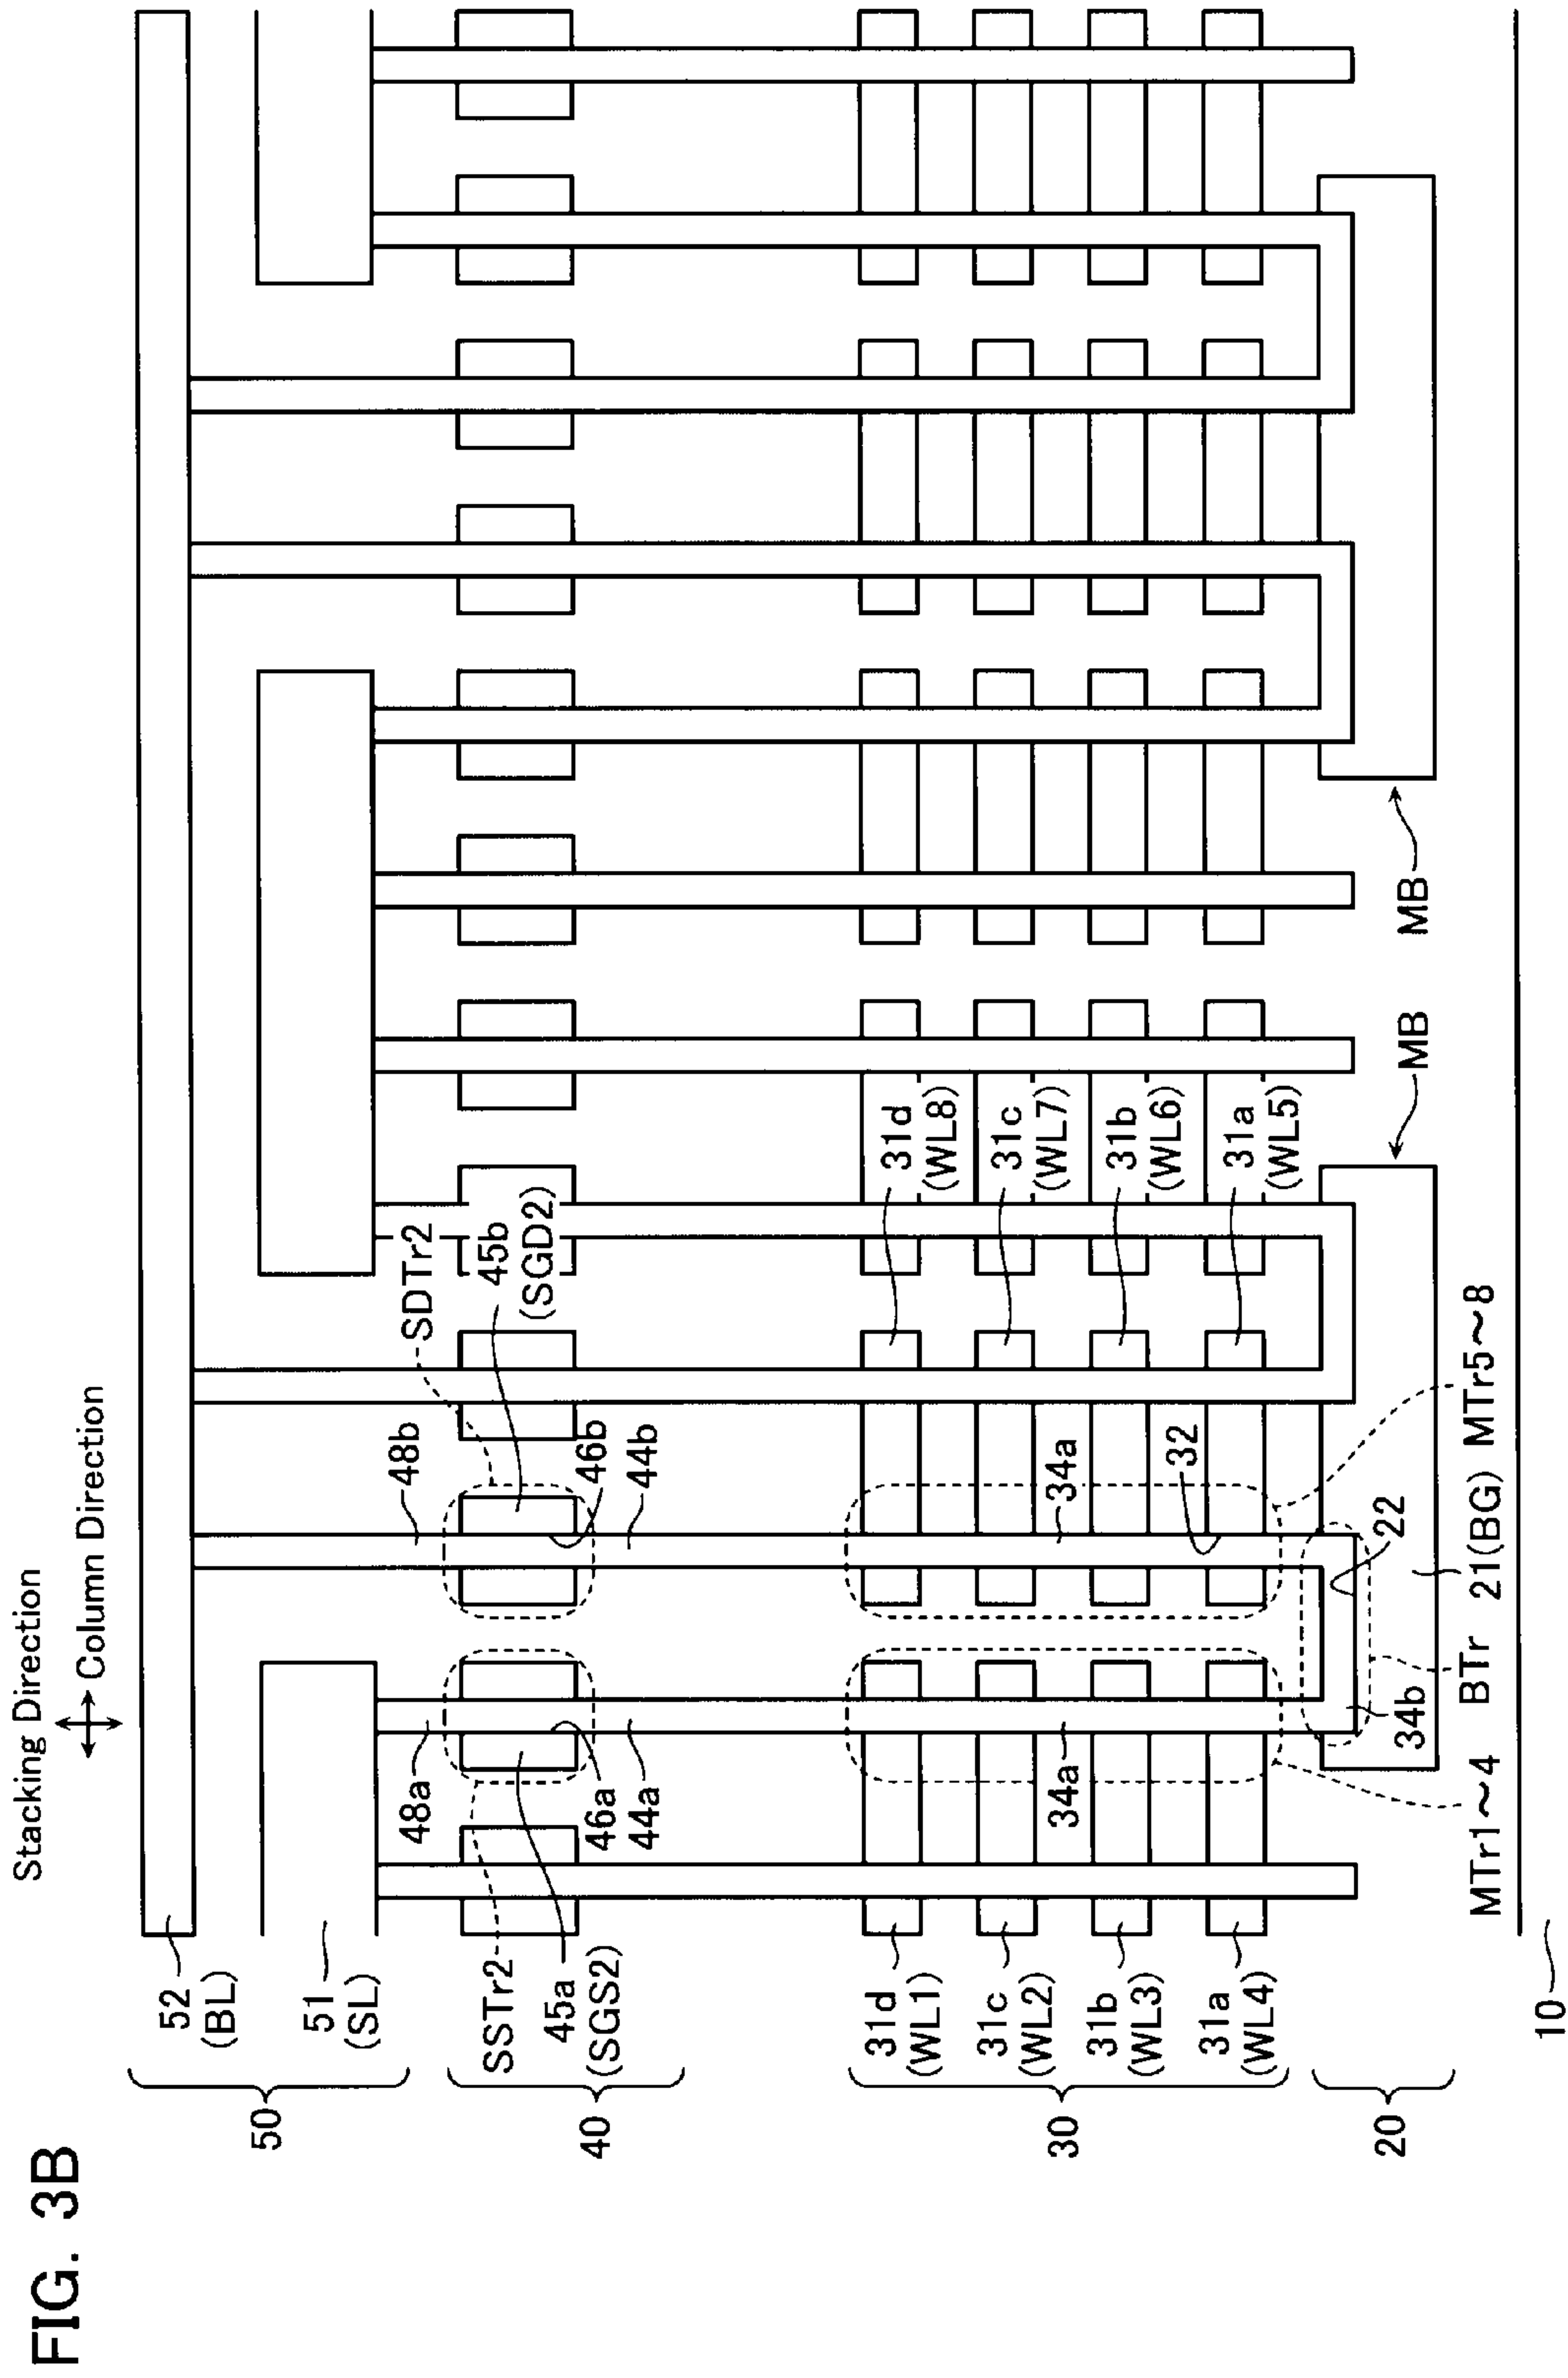 FIG. 3B
Stacking Direction
Column Direction
50
52
(BL)
51
(SL)
40
SSTr2
45a
(SGS2)
48a
46a
44a
48b
46b
44b
SDTr2
45b
(SGD2)
30
31d
(WL1)
31c
(WL2)
31b
(WL3)
31a
(WL4)
34a
34a
32
31d
(WL8)
31c
(WL7)
31b
(WL6)
31a
(WL5)
20
34b
22
MB
MB
MTr1~4
BTr
21(BG)
MTr5~8
10